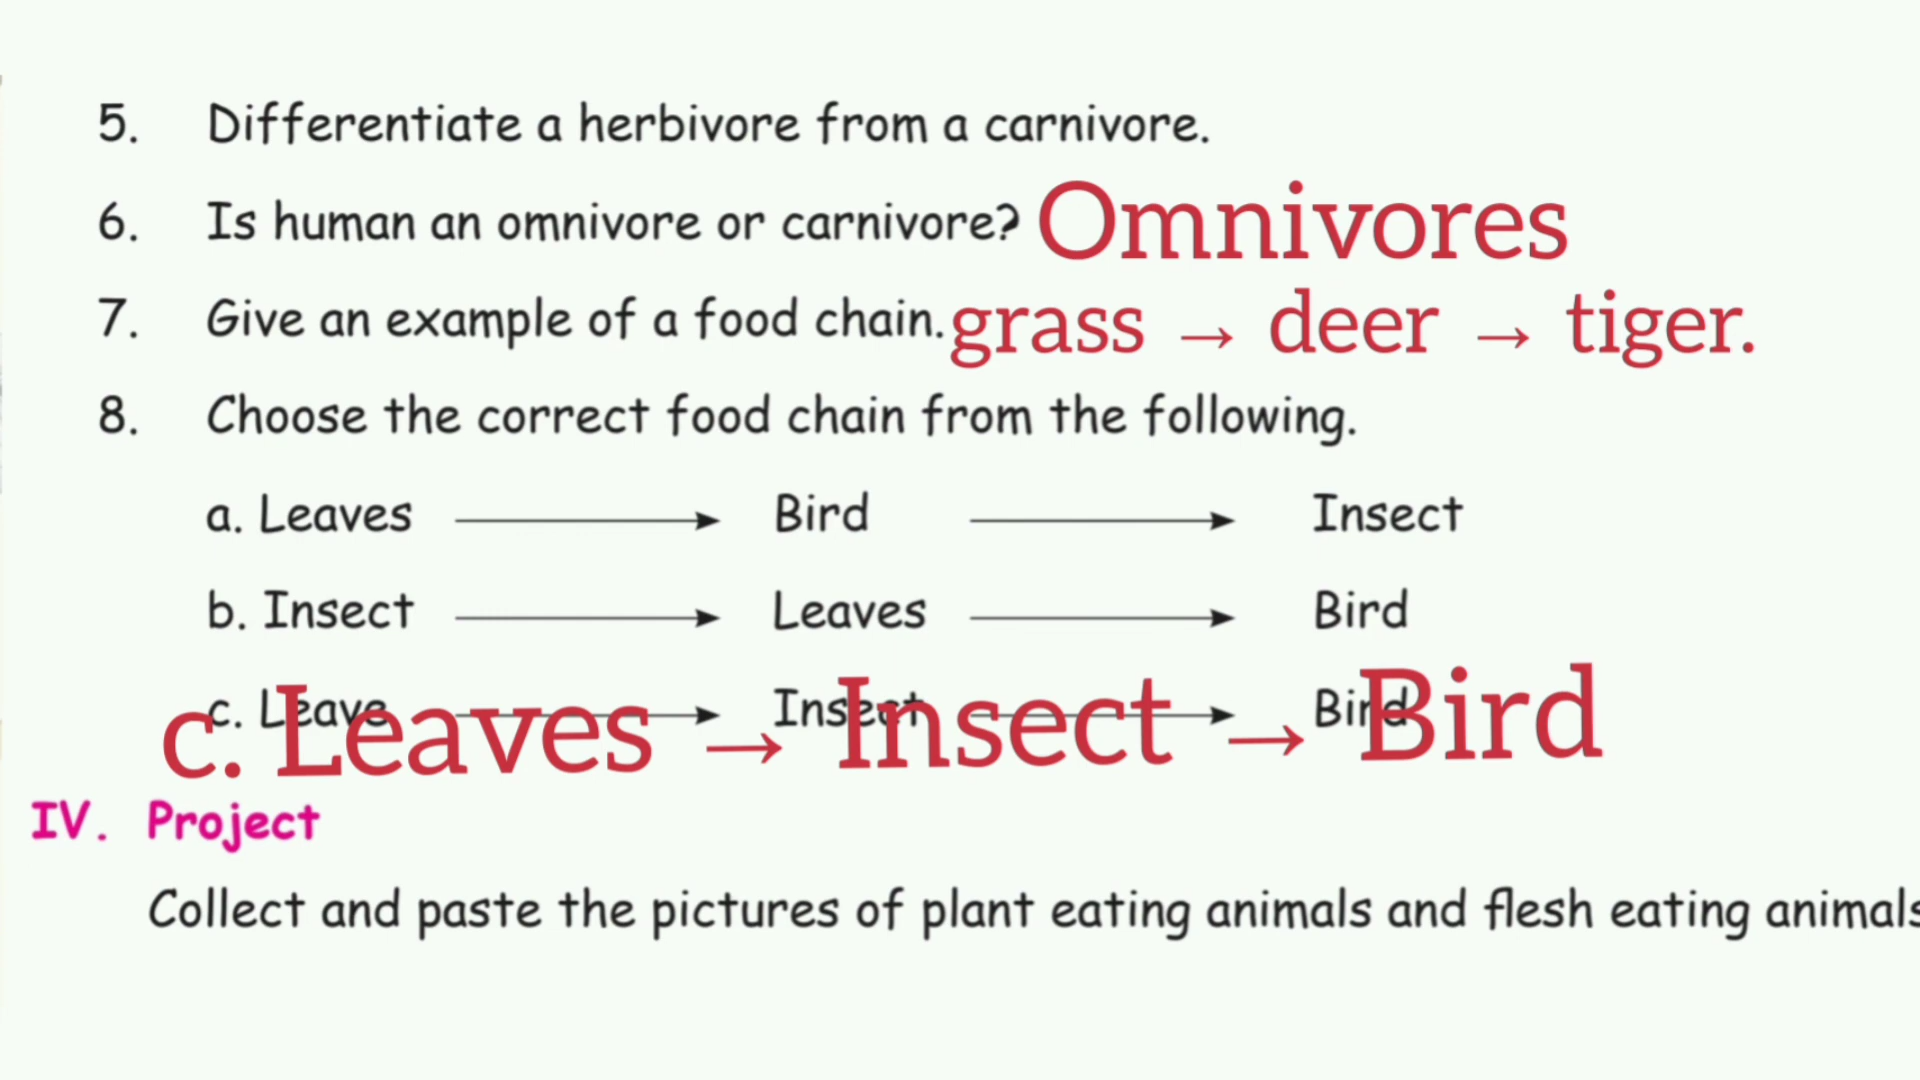 5. Differentiate a herbivore from a carnivore.
6. Is human an omnivore or carnivore? Omnivores
7. Give an example of a food chain. grass → deer → tiger.
8. Choose the correct food chain from the following.
a. Leaves → Bird → Insect
b. Insect → Leaves → Bird
c. Leave → Insect → Bird
c. Leaves → Insect → Bird
IV. Project
Collect and paste the pictures of plant eating animals and flesh eating animals